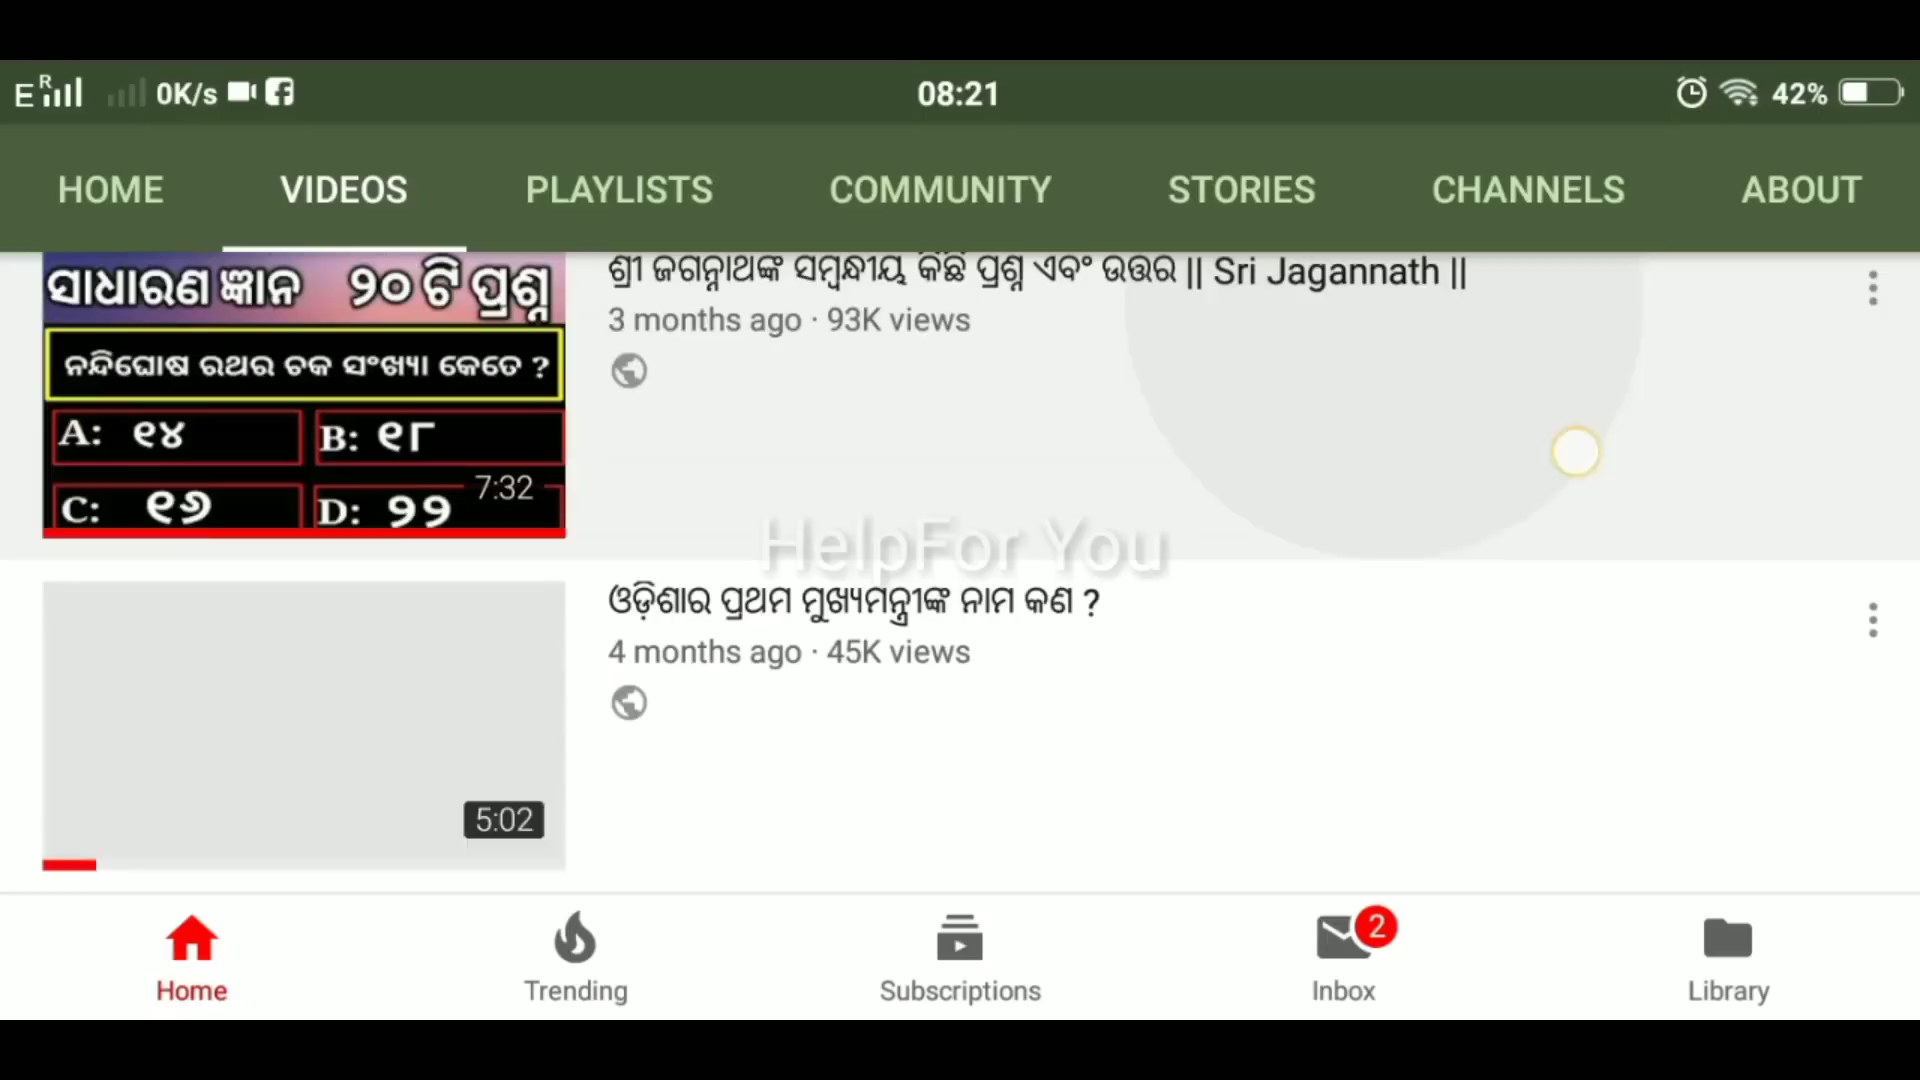 E R 0K/s 08:21 42%
HOME VIDEOS PLAYLISTS COMMUNITY STORIES CHANNELS ABOUT
ସାଧାରଣ ଜ୍ଞାନ ୨୦ ଟି ପ୍ରଶ୍ନ
ନନ୍ଦିଘୋଷ ରଥର ଚକ ସଂଖ୍ୟା କେତେ ?
A: ୧୪ B: ୧୮
C: ୧୬ D: ୨୨
7:32
ଶ୍ରୀ ଜଗନ୍ନାଥଙ୍କ ସମ୍ବନ୍ଧୀୟ କିଛି ପ୍ରଶ୍ନ ଏବଂ ଉତ୍ତର || Sri Jagannath ||
3 months ago · 93K views
HelpFor You
ଓଡ଼ିଶାର ପ୍ରଥମ ମୁଖ୍ୟମନ୍ତ୍ରୀଙ୍କ ନାମ କଣ ?
4 months ago · 45K views
5:02
2
Home Trending Subscriptions Inbox Library